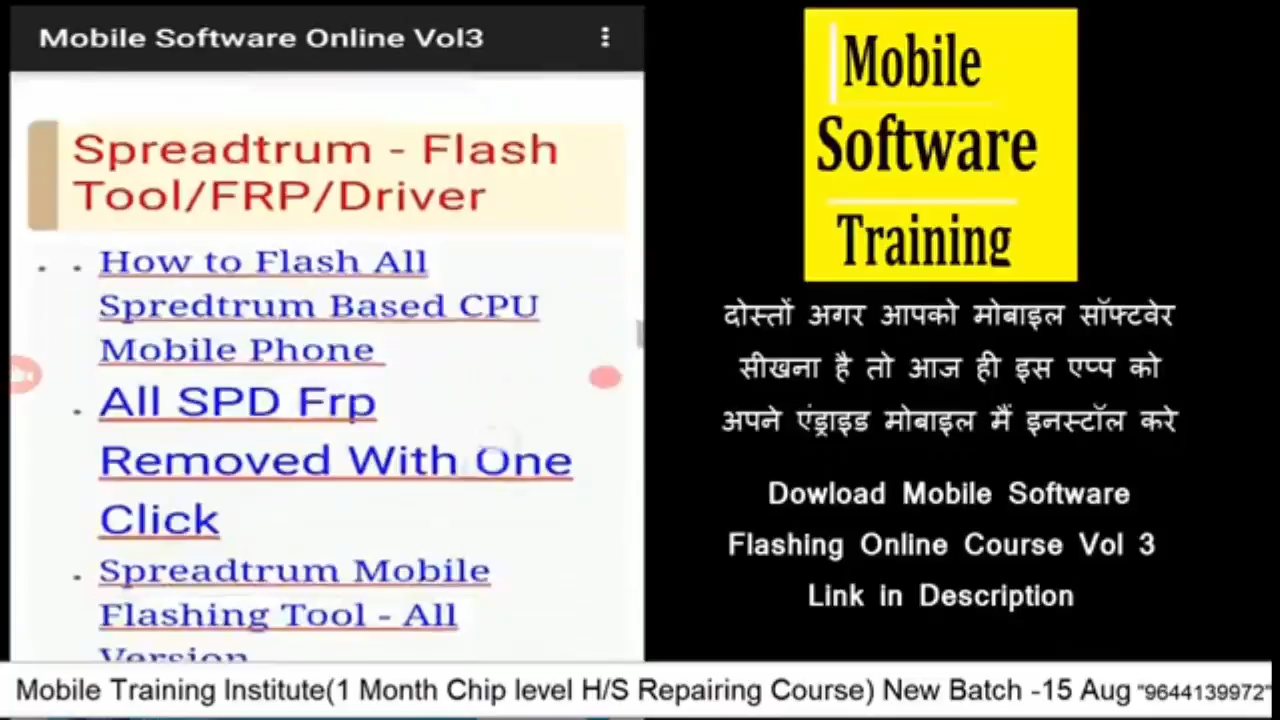 Mobile Software Online Vol3
Spreadtrum - Flash
Tool/FRP/Driver
How to Flash All
Spredtrum Based CPU
Mobile Phone
All SPD Frp
Removed With One
Click
Spreadtrum Mobile
Flashing Tool - All
Version
Mobile
Software
Training
दोस्तों अगर आपको मोबाइल सॉफ्टवेर
सीखना है तो आज ही इस एप्प को
अपने एंड्राइड मोबाइल मैं इनस्टॉल करे
Dowload Mobile Software
Flashing Online Course Vol 3
Link in Description
Mobile Training Institute(1 Month Chip level H/S Repairing Course) New Batch -15 Aug "9644139972"